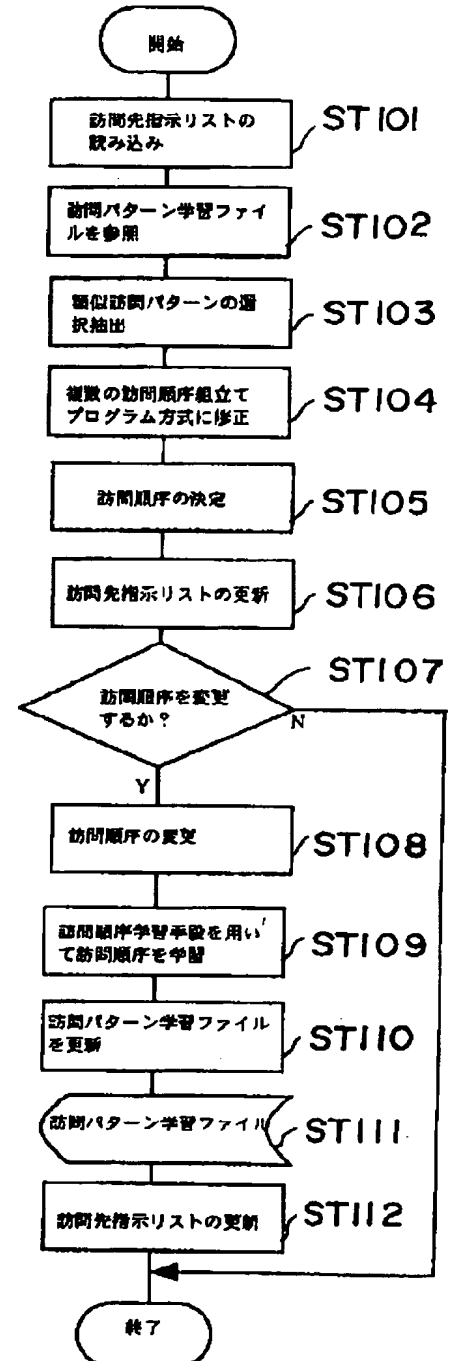 開始
訪問先指示リストの
読み込み
ST101
訪問パターン学習ファイ
ルを参照
ST102
類似訪問パターンの選
択抽出
ST103
複数の訪問順序組立て
プログラム方式に修正
ST104
訪問順序の決定
ST105
訪問先指示リストの更新
ST106
訪問順序を変更
するか?
ST107
N
Y
訪問順序の変更
ST108
訪問順序学習手段を用い
て訪問順序を学習
ST109
訪問パターン学習ファイル
を更新
ST110
訪問パターン学習ファイル
ST111
訪問先指示リストの更新
ST112
終了